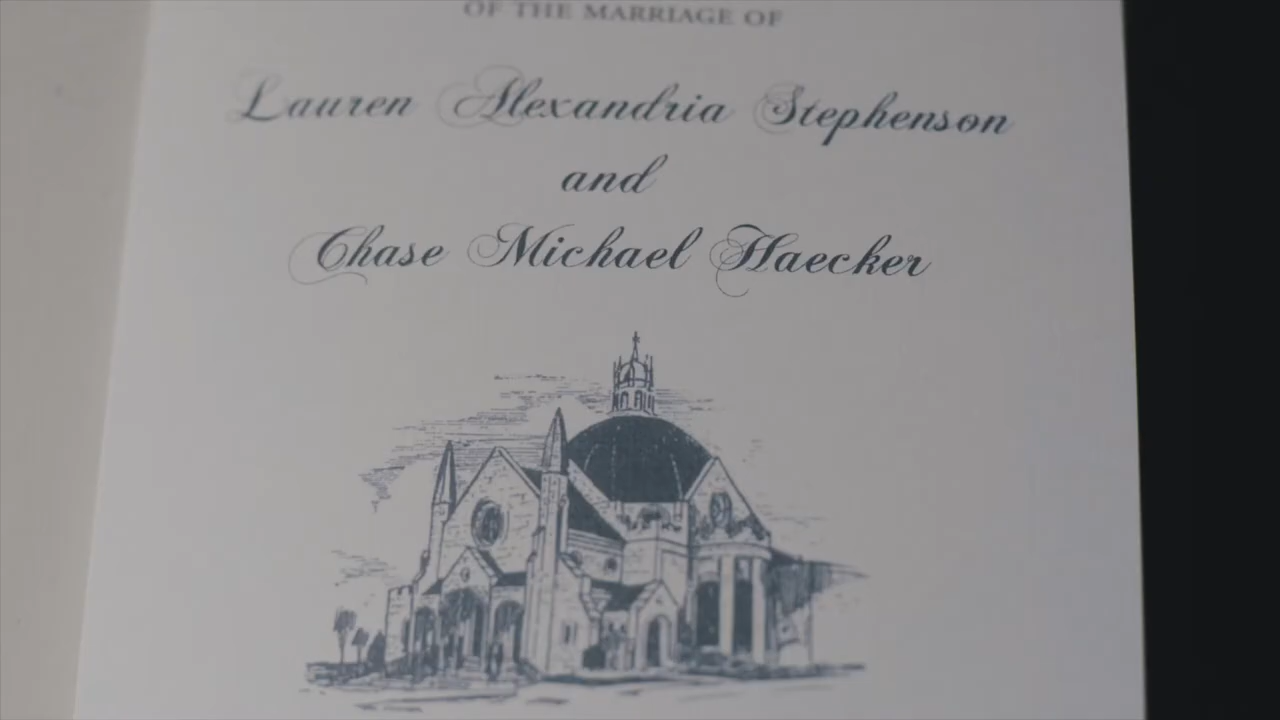 OF THE MARRIAGE OF
Lauren Alexandria Stephenson
and
Chase Michael Haecker